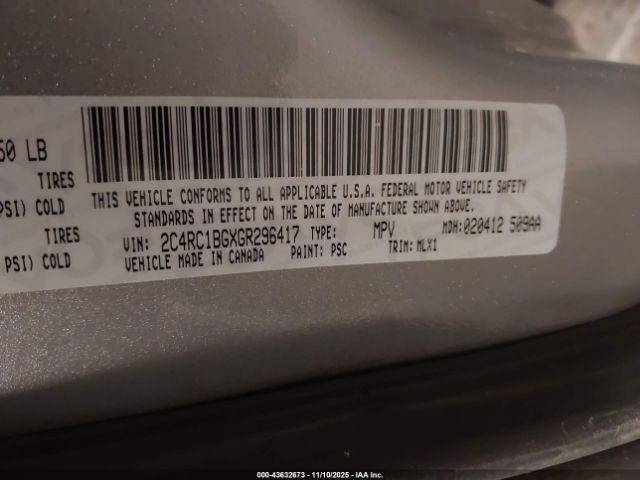 50 LB
TIRES
PSI) COLD
TIRES
PSI) COLD
THIS VEHICLE CONFORMS TO ALL APPLICABLE U.S.A. FEDERAL MOTOR VEHICLE SAFETY
STANDARDS IN EFFECT ON THE DATE OF MANUFACTURE SHOWN ABOVE.
VIN: 2C4RC1BGXGR296417 TYPE: MPV MDH: 020412 509AA
VEHICLE MADE IN CANADA PAINT: PSC TRIM: MLX1
000-43632673 - 11/10/2025 - IAA Inc.